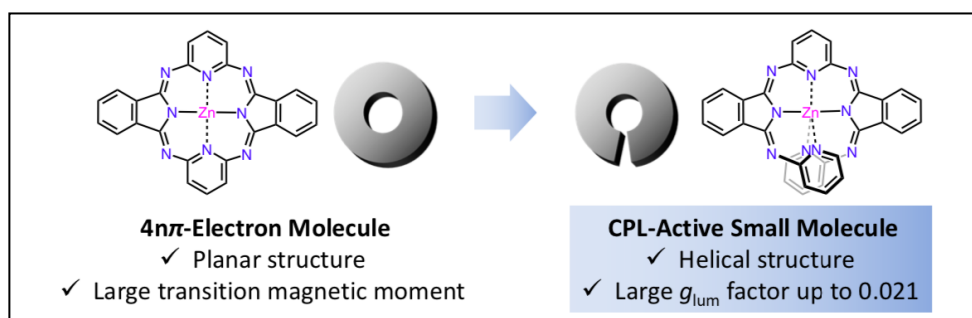 N
N
N
N
Zn
N
N
N
N
N
N
N
N
Zn
N
N
N
N
N
N
4nπ-Electron Molecule
✓ Planar structure
✓ Large transition magnetic moment
CPL-Active Small Molecule
✓ Helical structure
✓ Large glum factor up to 0.021